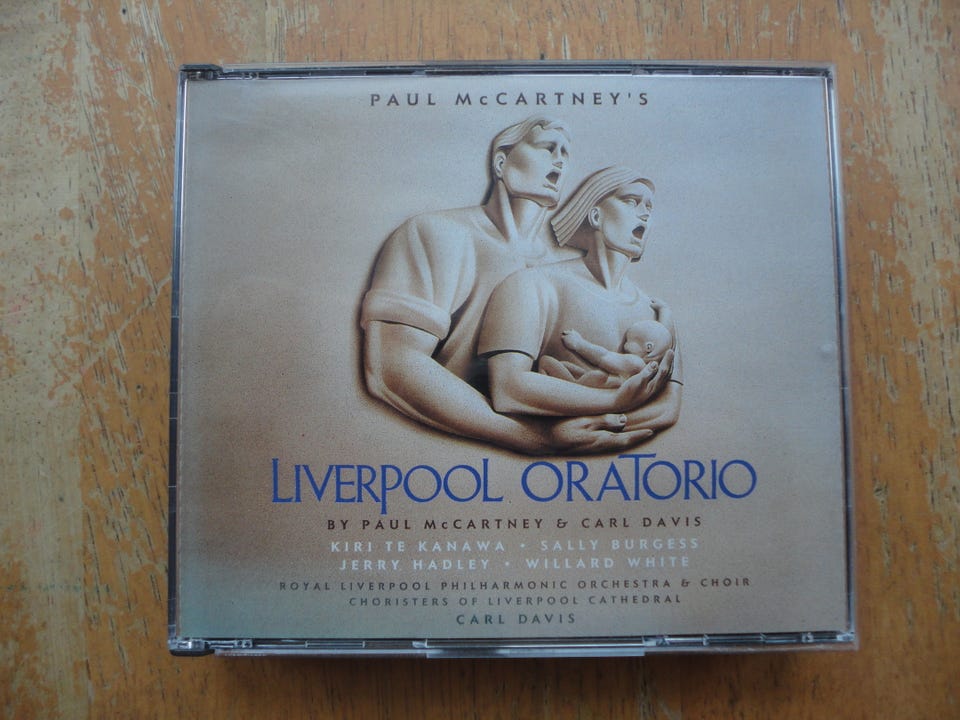 PAUL McCARTNEY'S
LIVERPOOL ORATORIO
BY PAUL McCARTNEY & CARL DAVIS
KIRI TE KANAWA • SALLY BURGESS
JERRY HADLEY • WILLARD WHITE
ROYAL LIVERPOOL PHILHARMONIC ORCHESTRA & CHOIR
CHORISTERS OF LIVERPOOL CATHEDRAL
CARL DAVIS